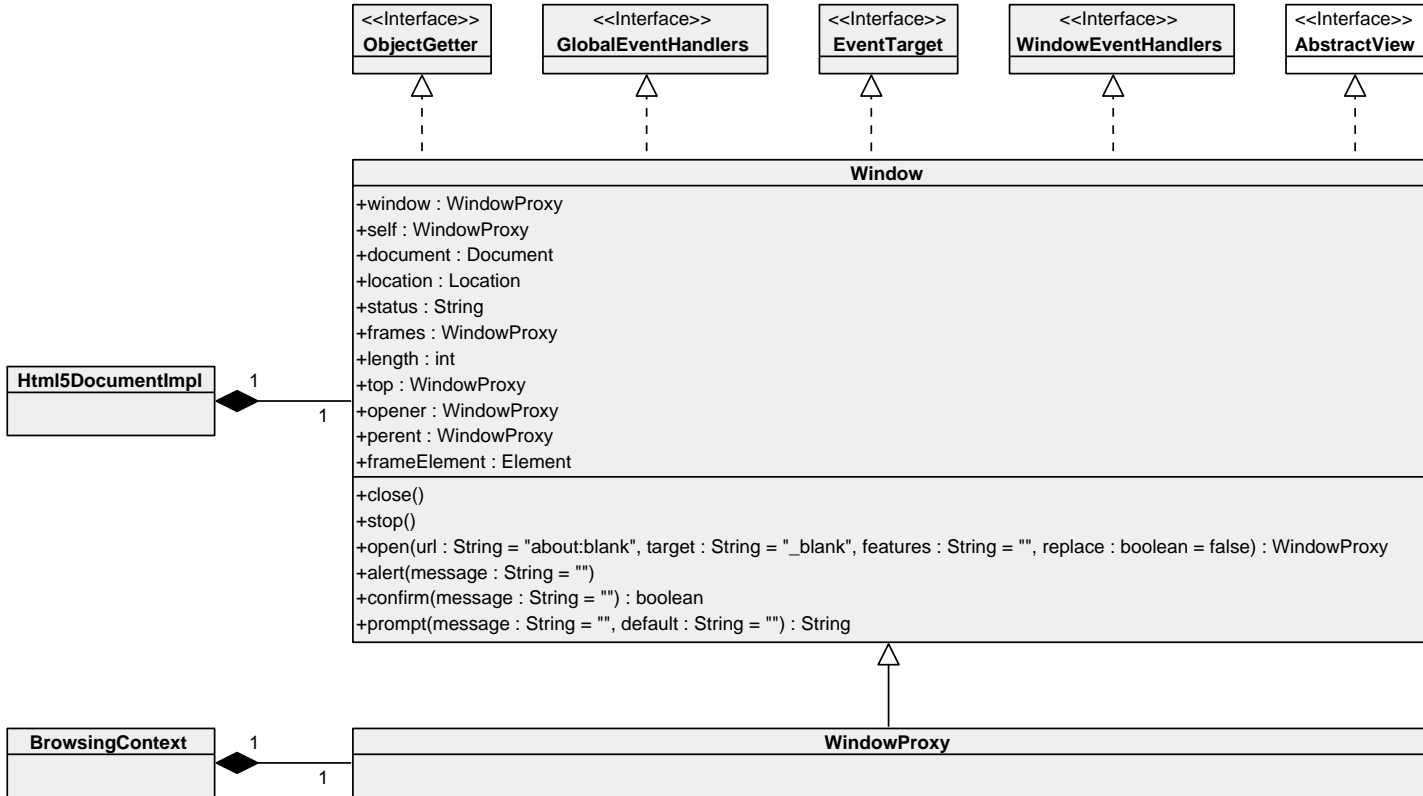 <<Interface>>
ObjectGetter
<<Interface>>
GlobalEventHandlers
<<Interface>>
EventTarget
<<Interface>>
WindowEventHandlers
<<Interface>>
AbstractView
Window
+window : WindowProxy
+self : WindowProxy
+document : Document
+location : Location
+status : String
+frames : WindowProxy
+length : int
+top : WindowProxy
+opener : WindowProxy
+perent : WindowProxy
+frameElement : Element
Html5DocumentImpl
1
1
+close()
+stop()
+open(url : String = "about:blank", target : String = "_blank", features : String = "", replace : boolean = false) : WindowProxy
+alert(message : String = "")
+confirm(message : String = "") : boolean
+prompt(message : String = "", default : String = "") : String
BrowsingContext
1
1
WindowProxy